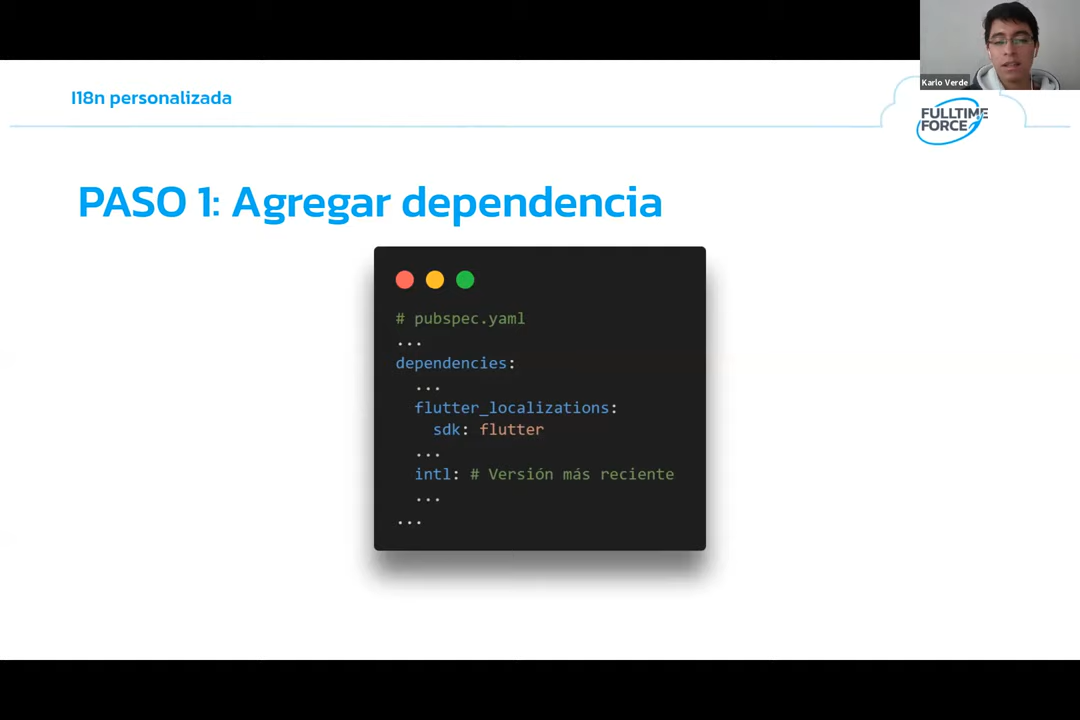 I18n personalizada
Karlo Verde
FULLTIME
FORCE
PASO 1: Agregar dependencia
# pubspec.yaml
...
dependencies:
...
flutter_localizations:
sdk: flutter
...
intl: # Versión más reciente
...
...